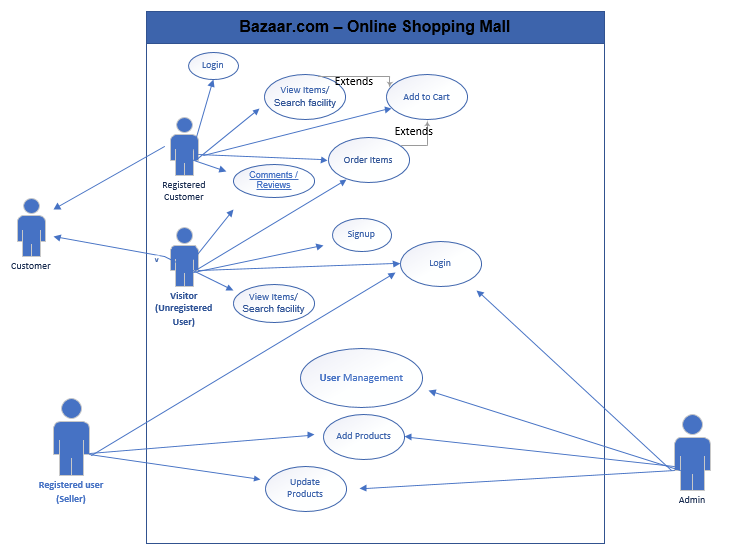 Bazaar.com – Online Shopping Mall
Login
View Items/
Search facility
Extends
Add to Cart
Extends
Order Items
Registered
Customer
Comments /
Reviews
Customer
Signup
v
Login
Visitor
(Unregistered
User)
View Items/
Search facility
User Management
Add Products
Registered user
(Seller)
Update
Products
Admin